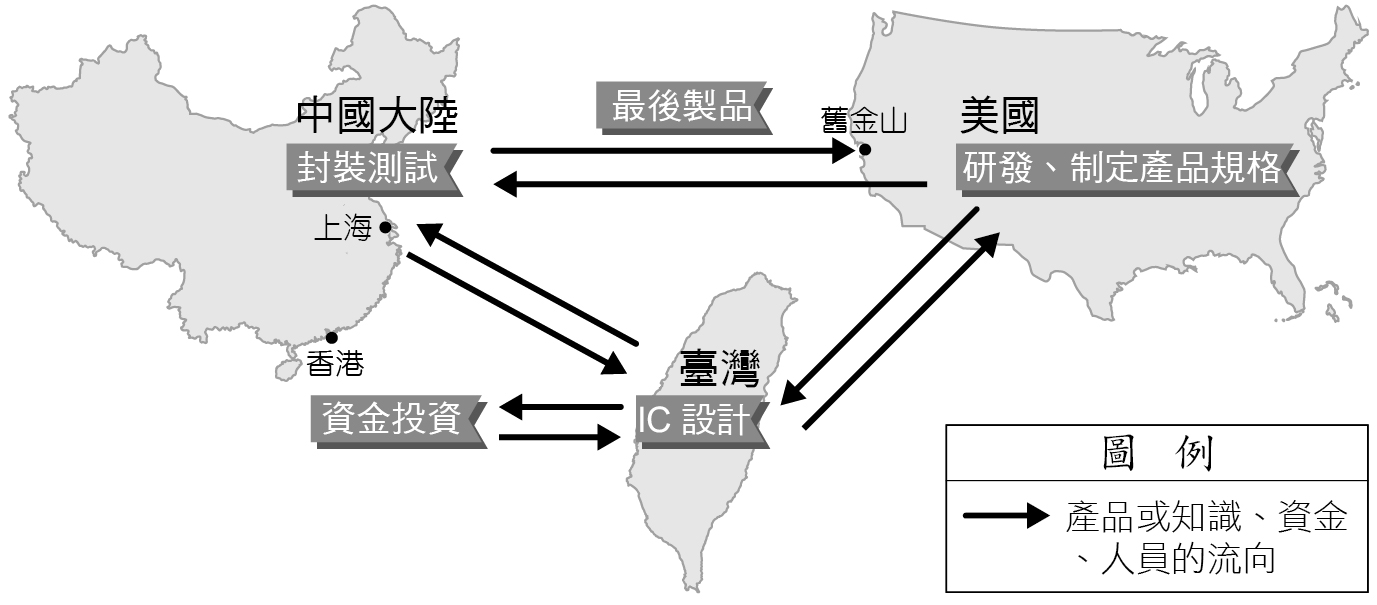 最後製品
中國大陸
封裝測試
上海
香港
舊金山
美國
研發、制定產品規格
臺灣
IC 設計
資金投資
圖 例
產品或知識、資金
、人員的流向